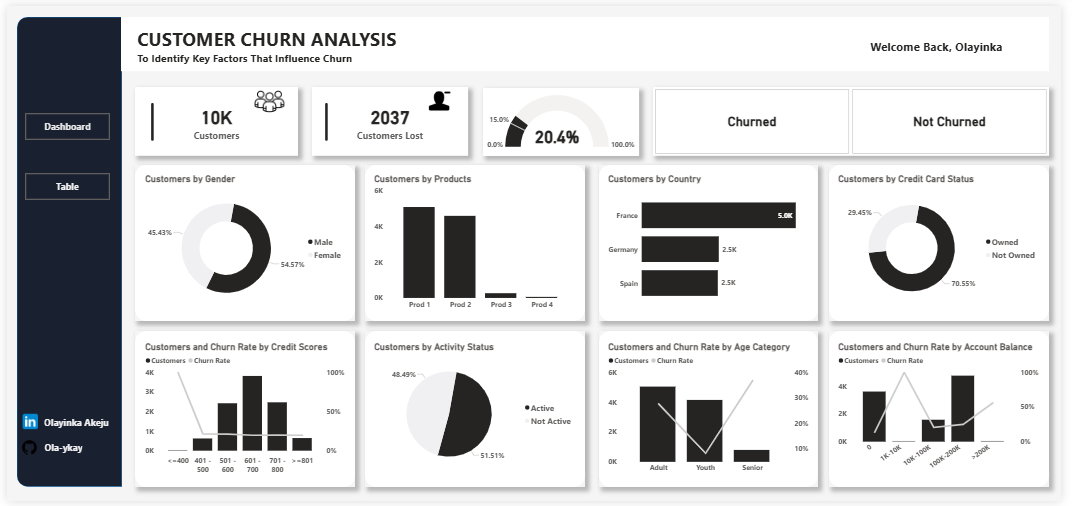 CUSTOMER CHURN ANALYSIS
To Identify Key Factors That Influence Churn
Welcome Back, Olayinka
Dashboard
Table
Olayinka Akeju
Ola-ykay
10K
Customers
2037
Customers Lost
15.0%
0.0%
20.4%
100.0%
Churned
Not Churned
Customers by Gender
45.43%
54.57%
Male
Female
Customers by Products
6K
4K
2K
0K
Prod 1 Prod 2 Prod 3 Prod 4
Customers by Country
France
5.0K
Germany
2.5K
Spain
2.5K
Customers by Credit Card Status
29.45%
70.55%
Owned
Not Owned
Customers and Churn Rate by Credit Scores
Customers Churn Rate
4K
3K
2K
1K
0K
100%
50%
0%
<=400 401 - 501 - 601 - 701 - >=801
500 600 700 800
Customers by Activity Status
48.49%
51.51%
Active
Not Active
Customers and Churn Rate by Age Category
Customers Churn Rate
6K
4K
2K
0K
40%
30%
20%
10%
Adult Youth Senior
Customers and Churn Rate by Account Balance
Customers Churn Rate
4K
2K
0K
100%
50%
0%
0 1K-10K 10K-100K 100K-200K >200K
in